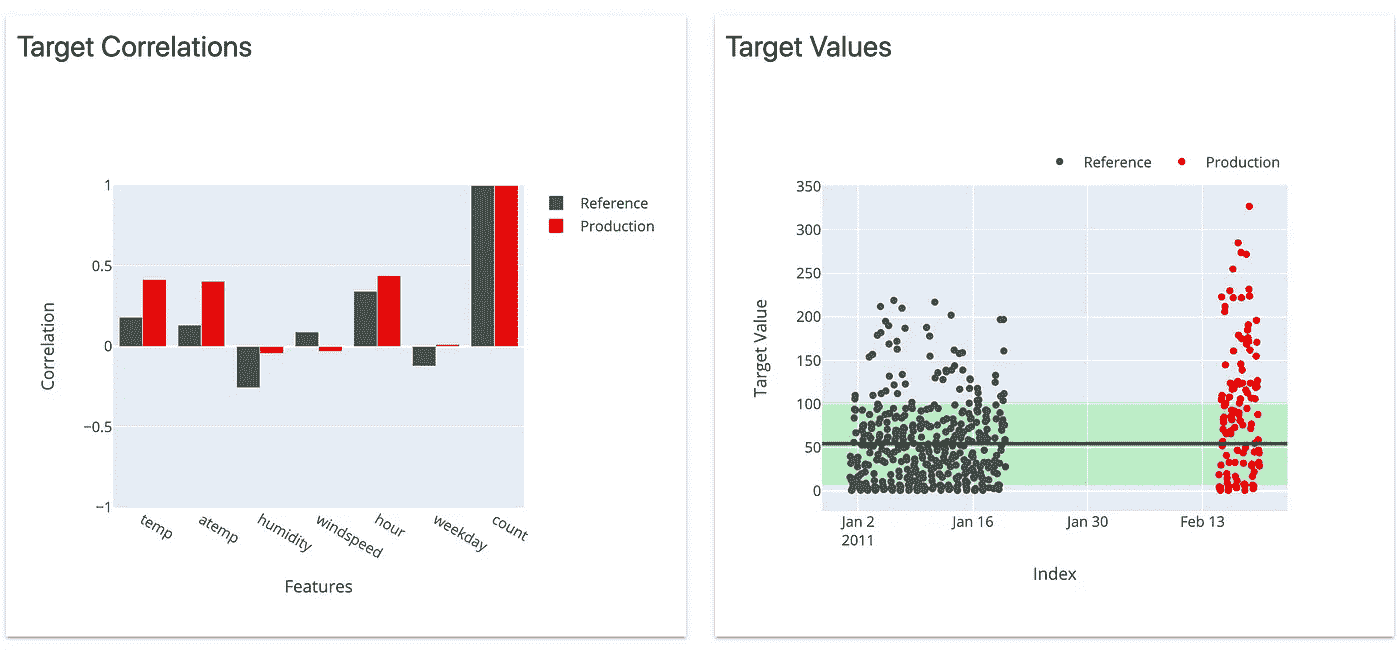 Target Correlations
1
0.5
0
−0.5
−1
Correlation
temp
atemp
humidity
windspeed
hour
weekday
count
Features
Reference
Production
Target Values
Reference
Production
350
300
250
200
150
100
50
0
Target Value
Jan 2
2011
Jan 16
Jan 30
Feb 13
Index